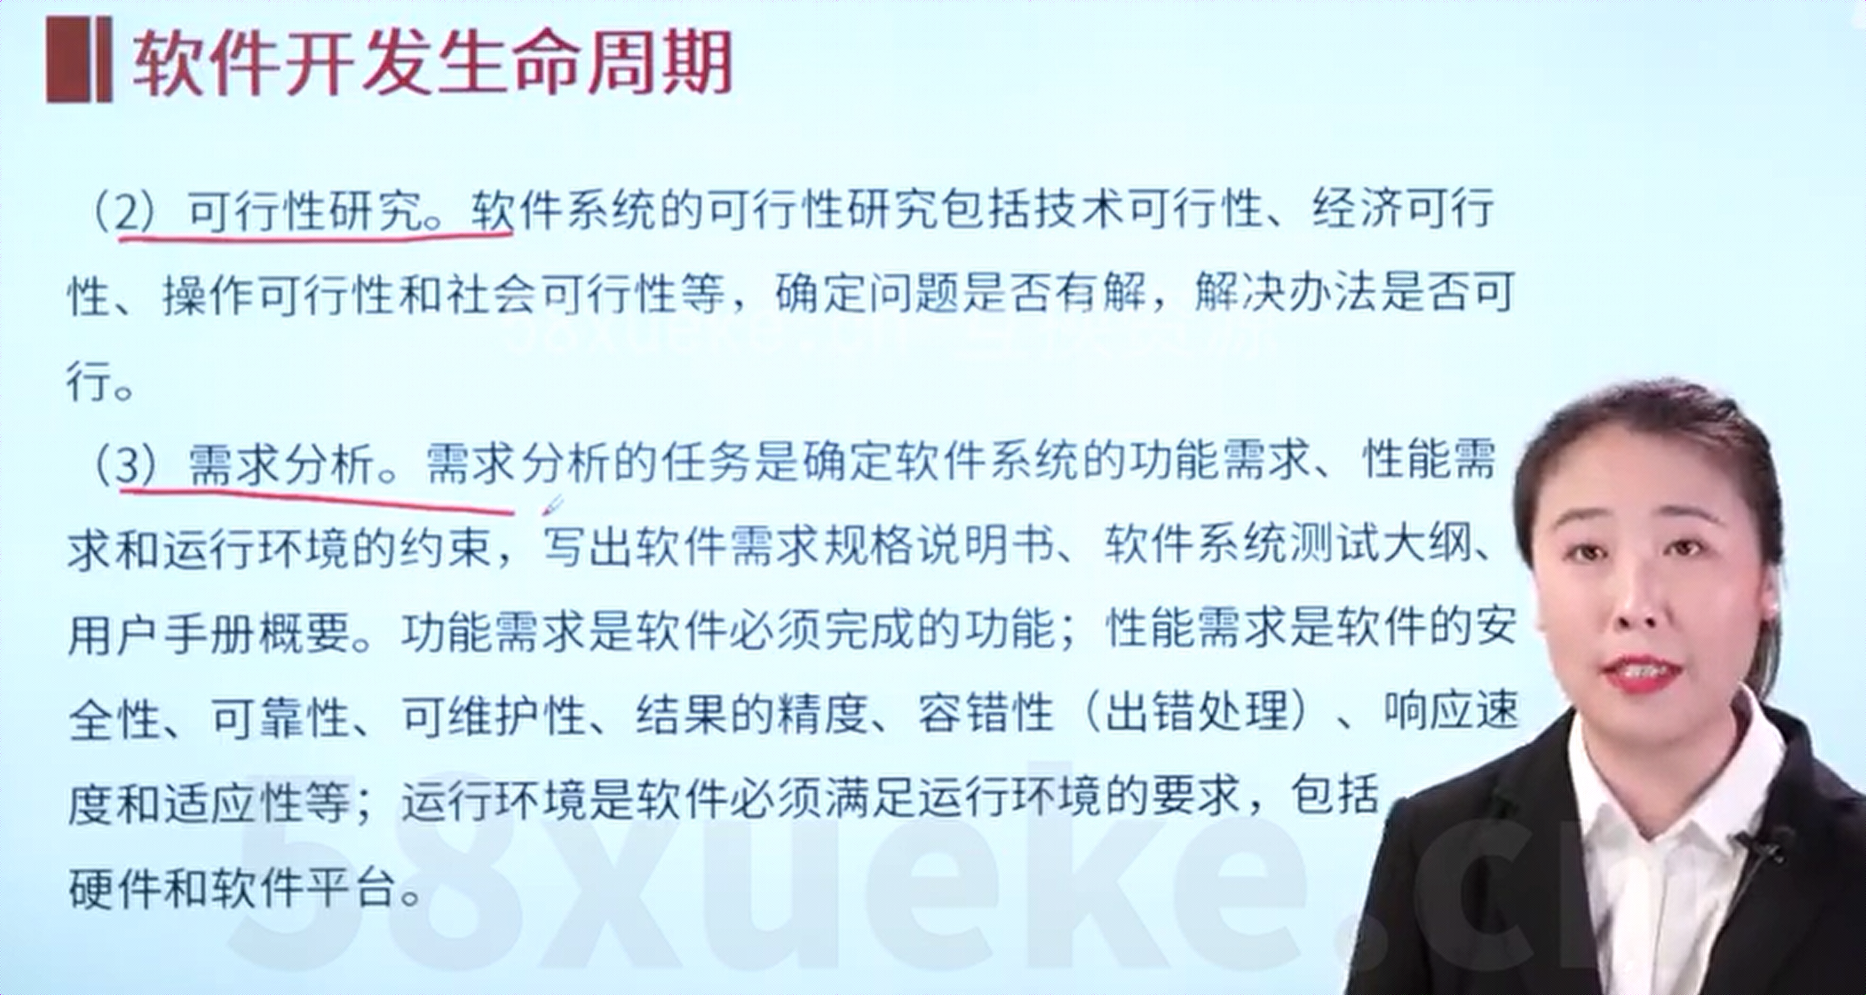 软件开发生命周期
（2）可行性研究。软件系统的可行性研究包括技术可行性、经济可行
性、操作可行性和社会可行性等，确定问题是否有解，解决办法是否可
行。
（3）需求分析。需求分析的任务是确定软件系统的功能需求、性能需
求和运行环境的约束，写出软件需求规格说明书、软件系统测试大纲、
用户手册概要。功能需求是软件必须完成的功能；性能需求是软件的安
全性、可靠性、可维护性、结果的精度、容错性（出错处理）、响应速
度和适应性等；运行环境是软件必须满足运行环境的要求，包括
硬件和软件平台。
58xueke.cn